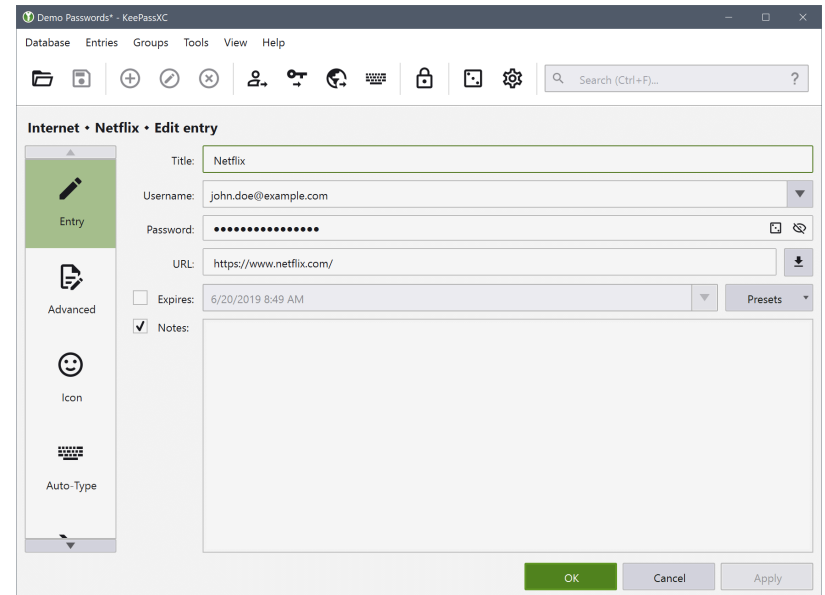 Demo Passwords* - KeePassXC
Database Entries Groups Tools View Help
Search (Ctrl+F)... ?
Internet • Netflix • Edit entry
Title: Netflix
Entry
Username: john.doe@example.com
Password: ●●●●●●●●●●●●●●●●
URL: https://www.netflix.com/
Advanced
Expires: 6/20/2019 8:49 AM Presets
Notes:
Icon
Auto-Type
OK Cancel Apply